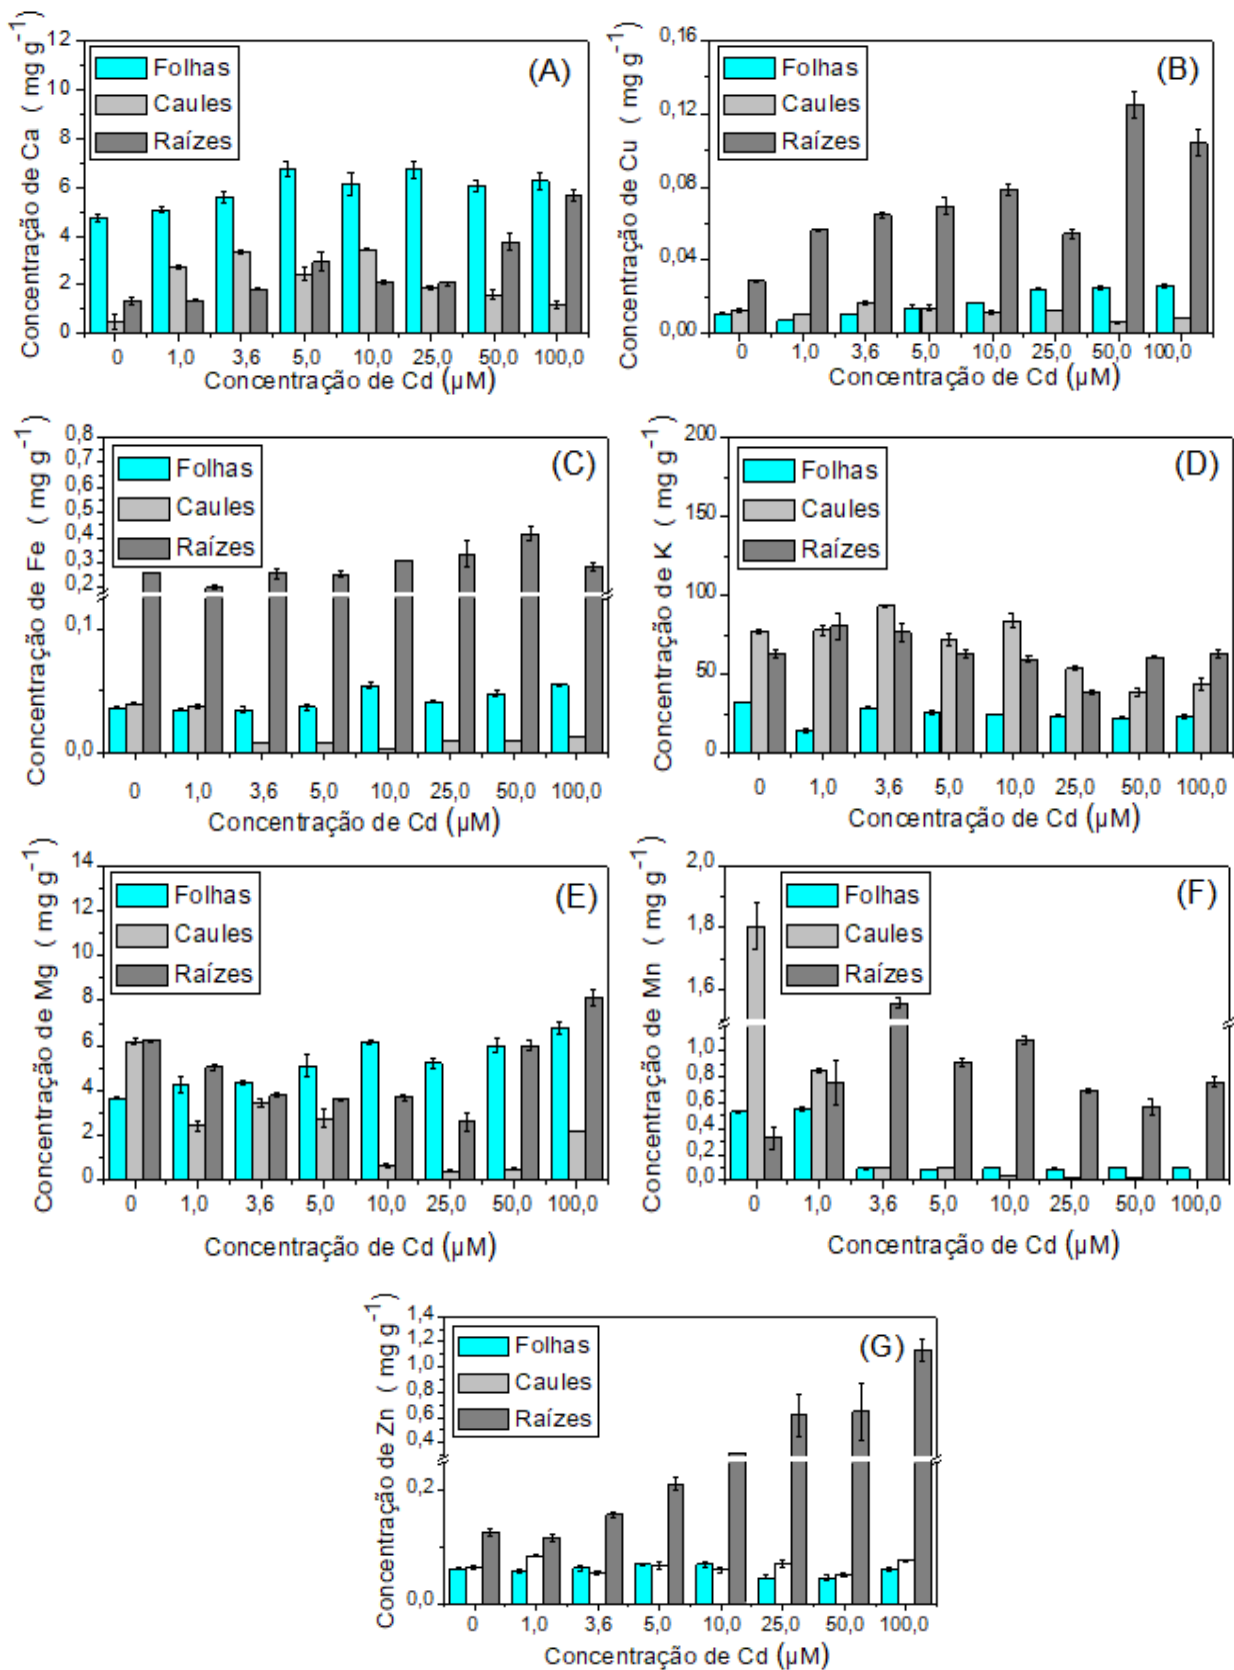 Concentração de Ca ( mg g⁻¹)
12
10
8
6
4
2
0
Folhas
Caules
Raízes
(A)
0 1,0 3,6 5,0 10,0 25,0 50,0 100,0
Concentração de Cd (µM)
Concentração de Cu ( mg g⁻¹)
0,16
0,12
0,08
0,04
0,00
Folhas
Caules
Raízes
(B)
0 1,0 3,6 5,0 10,0 25,0 50,0 100,0
Concentração de Cd (µM)
Concentração de Fe ( mg g⁻¹)
0,8
0,7
0,6
0,5
0,4
0,3
0,2
0,1
0,0
Folhas
Caules
Raízes
(C)
0 1,0 3,6 5,0 10,0 25,0 50,0 100,0
Concentração de Cd (µM)
Concentração de K ( mg g⁻¹)
200
150
100
50
0
Folhas
Caules
Raízes
(D)
0 1,0 3,6 5,0 10,0 25,0 50,0 100,0
Concentração de Cd (µM)
Concentração de Mg ( mg g⁻¹)
14
12
10
8
6
4
2
0
Folhas
Caules
Raízes
(E)
0 1,0 3,6 5,0 10,0 25,0 50,0 100,0
Concentração de Cd (µM)
Concentração de Mn ( mg g⁻¹)
2,0
1,8
1,6
1,0
0,8
0,6
0,4
0,2
0,0
Folhas
Caules
Raízes
(F)
0 1,0 3,6 5,0 10,0 25,0 50,0 100,0
Concentração de Cd (µM)
Concentração de Zn ( mg g⁻¹)
1,4
1,2
1,0
0,8
0,6
0,4
0,2
0,0
Folhas
Caules
Raízes
(G)
0 1,0 3,6 5,0 10,0 25,0 50,0 100,0
Concentração de Cd (µM)